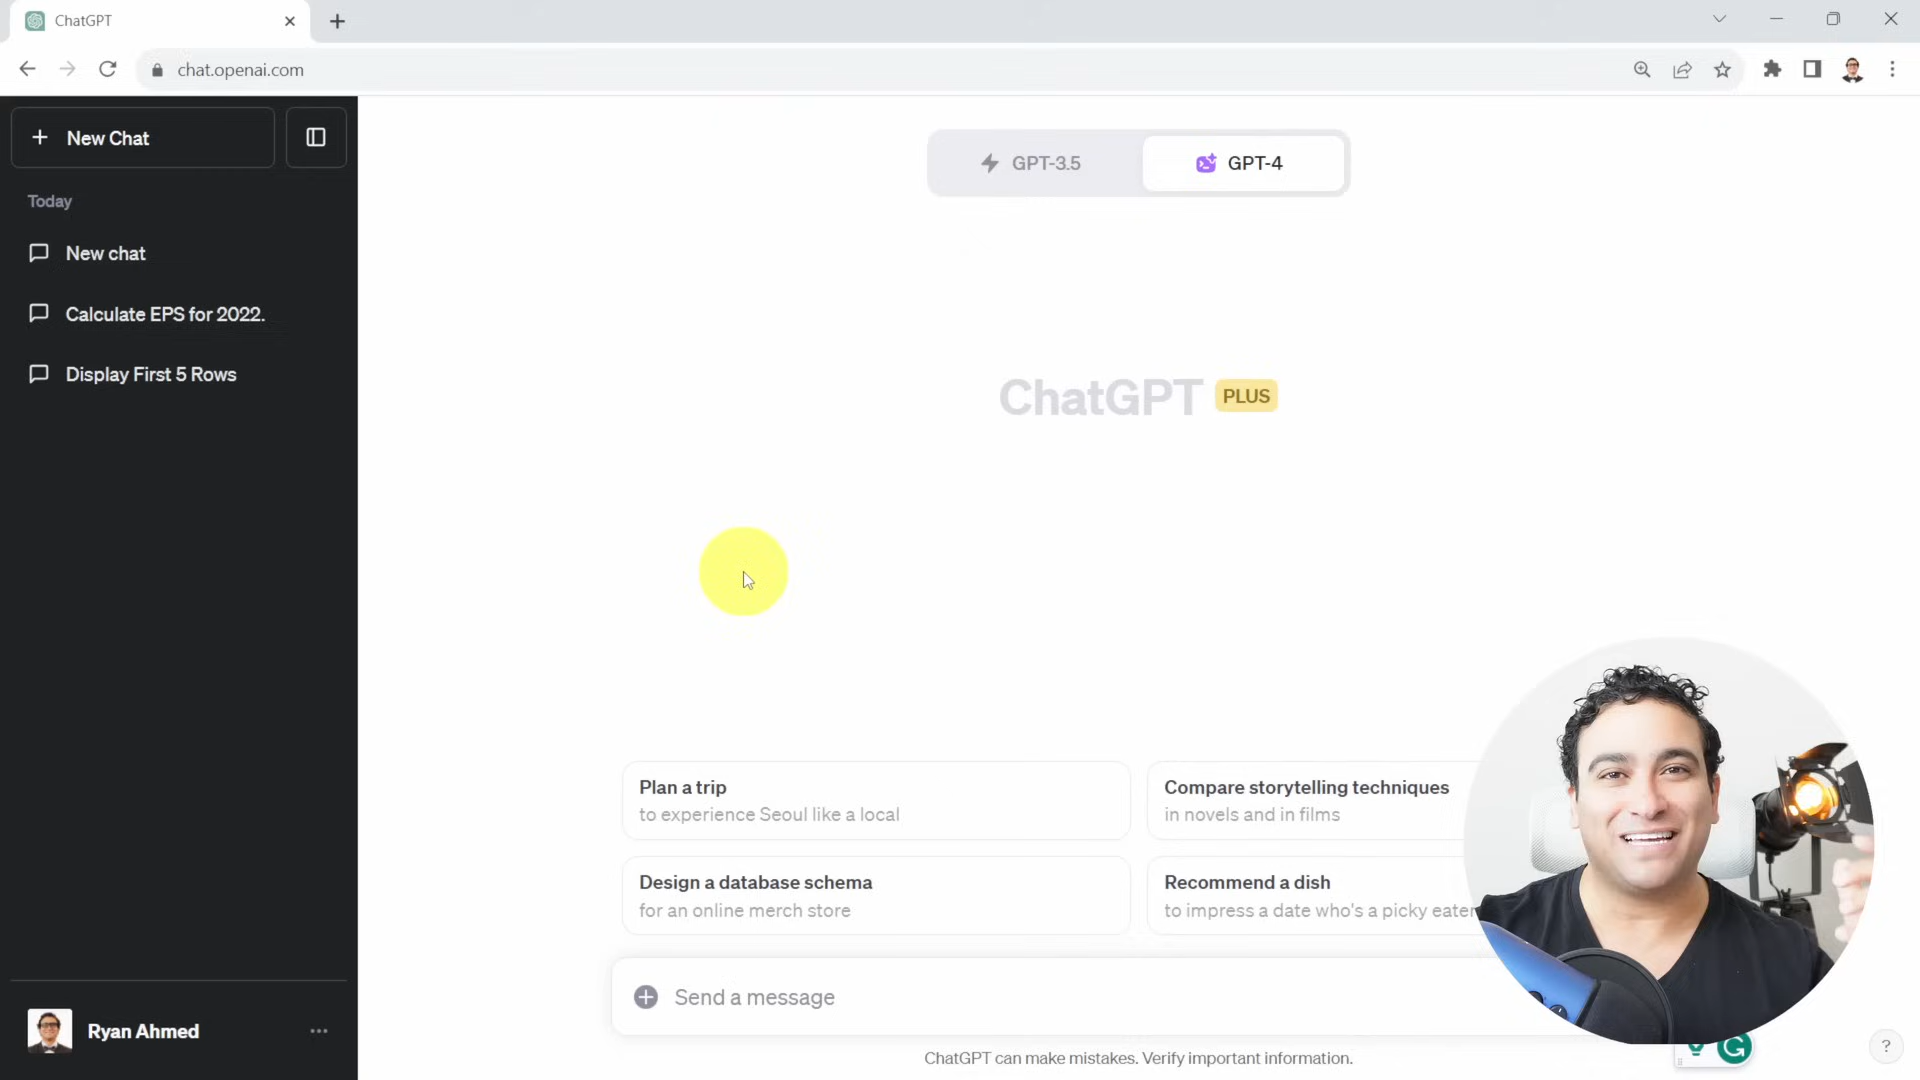 ChatGPT
chat.openai.com
New Chat
Today
New chat
Calculate EPS for 2022.
Display First 5 Rows
GPT-3.5
GPT-4
ChatGPT PLUS
Plan a trip
to experience Seoul like a local
Compare storytelling techniques
in novels and in films
Design a database schema
for an online merch store
Recommend a dish
to impress a date who's a picky eater
Send a message
ChatGPT can make mistakes. Verify important information.
Ryan Ahmed
?